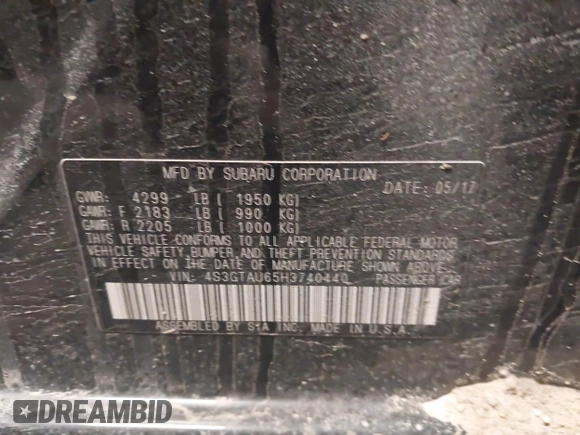 MFD BY SUBARU CORPORATION
DATE: 05/17
GVWR: 4299 LB ( 1950 KG)
GAWR: F 2183 LB ( 990 KG)
GAWR: R 2205 LB ( 1000 KG)
THIS VEHICLE CONFORMS TO ALL APPLICABLE FEDERAL MOTOR
VEHICLE SAFETY, BUMPER, AND THEFT PREVENTION STANDARDS
IN EFFECT ON THE DATE OF MANUFACTURE SHOWN ABOVE.
VIN: 4S3GTAU65H3740440 PASSENGER CAR
ASSEMBLED BY SIA INC. MADE IN U.S.A.
DREAMBID